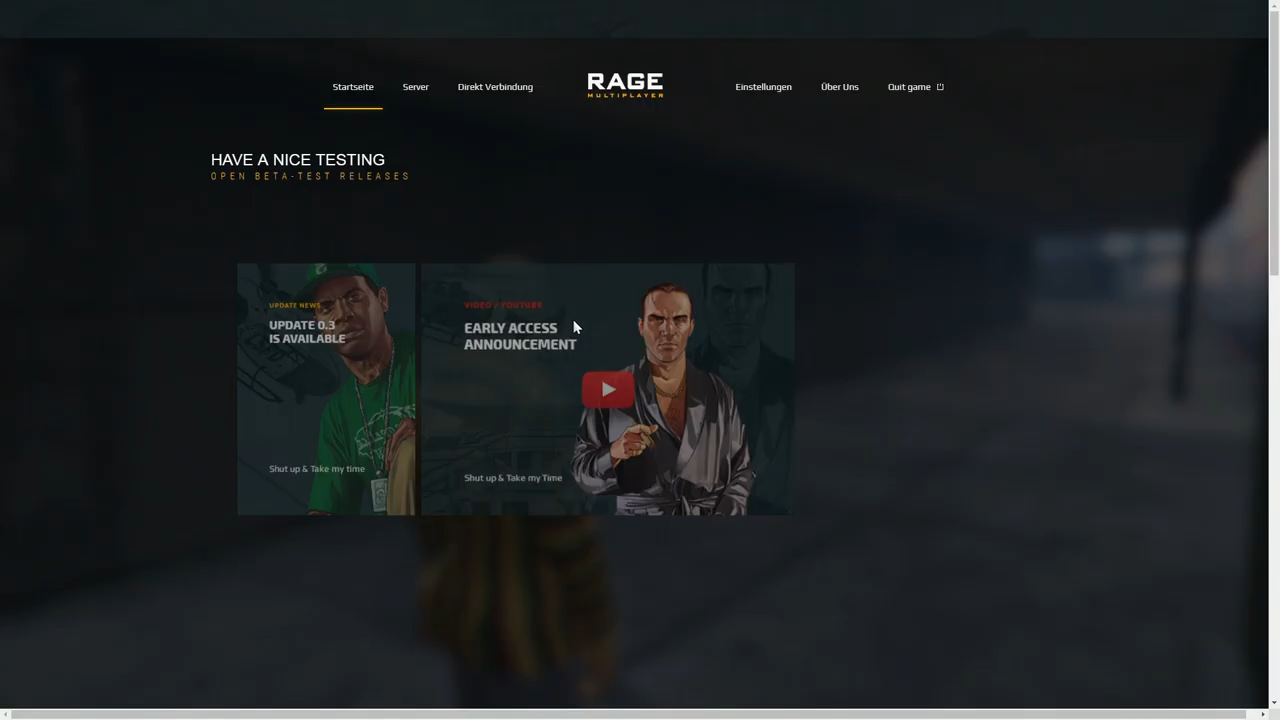 Startseite
Server
Direkt Verbindung
RAGE
MULTIPLAYER
Einstellungen
Über Uns
Quit game
HAVE A NICE TESTING
OPEN BETA-TEST RELEASES
UPDATE NEWS
UPDATE 0.3
IS AVAILABLE
Shut up & Take my time
VIDEO / YOUTUBE
EARLY ACCESS
ANNOUNCEMENT
Shut up & Take my Time